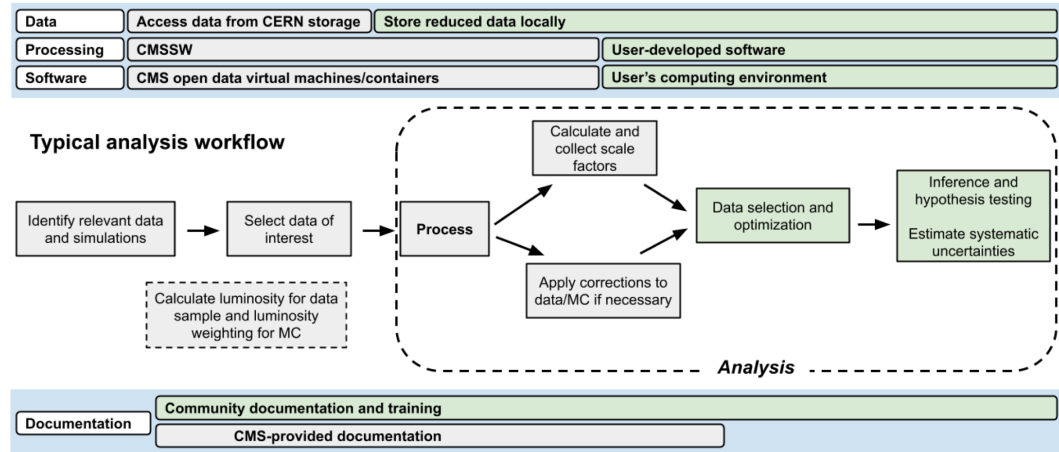 Data
Access data from CERN storage
Store reduced data locally
Processing
CMSSW
User-developed software
Software
CMS open data virtual machines/containers
User's computing environment
Typical analysis workflow
Identify relevant data
and simulations
Select data of
interest
Calculate luminosity for data
sample and luminosity
weighting for MC
Process
Calculate and
collect scale
factors
Apply corrections to
data/MC if necessary
Data selection and
optimization
Inference and
hypothesis testing
Estimate systematic
uncertainties
Analysis
Documentation
Community documentation and training
CMS-provided documentation